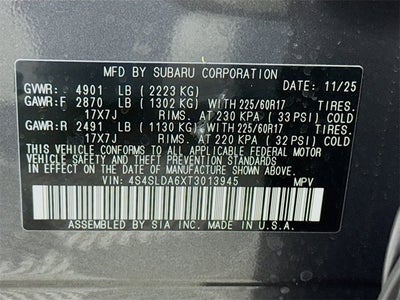 MFD BY SUBARU CORPORATION DATE: 11/25
GVWR: 4901 LB (2223 KG)
GAWR:F 2870 LB (1302 KG) WITH 225/60R17 TIRES.
17X7J RIMS. AT 230 KPA (33 PSI) COLD
GAWR:R 2491 LB (1130 KG) WITH 225/60R17 TIRES.
17X7J RIMS. AT 220 KPA (32 PSI) COLD
THIS VEHICLE CONFORMS TO ALL APPLICABLE FEDERAL MOTOR
VEHICLE SAFETY, BUMPER, AND THEFT PREVENTION STANDARDS
IN EFFECT ON THE DATE OF MANUFACTURE SHOWN ABOVE.
VIN: 4S4SLDA6XT3013945 MPV
ASSEMBLED BY SIA IN U.S.A.